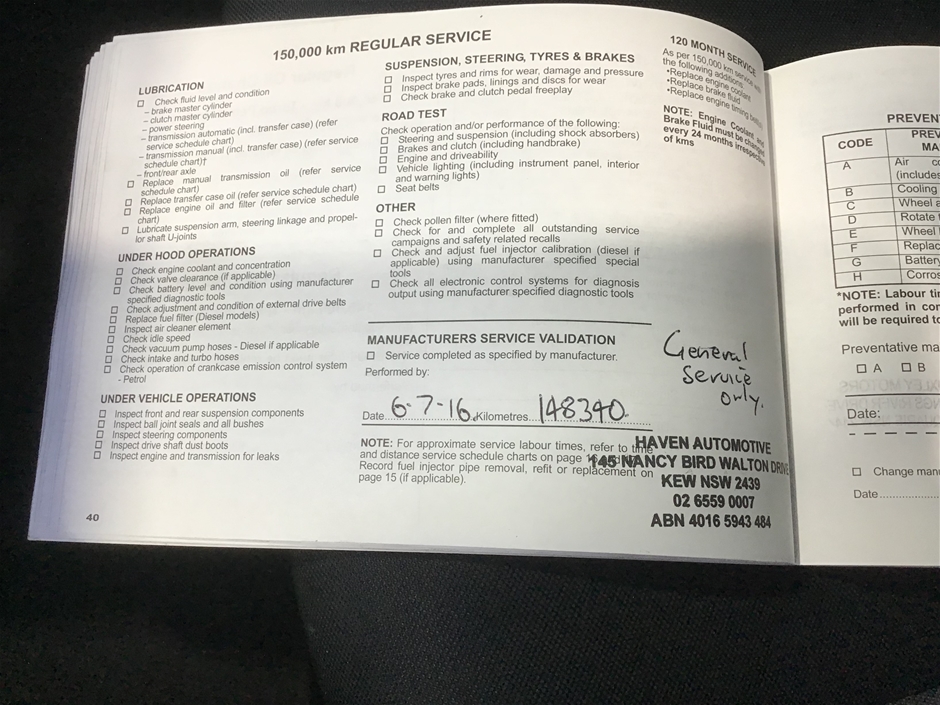 150,000 km REGULAR SERVICE
LUBRICATION
Check fluid level and condition
– brake master cylinder
– clutch master cylinder
– power steering
– transmission automatic (incl. transfer case) (refer
service schedule chart)
– transmission manual (incl. transfer case) (refer service
schedule chart)†
– front/rear axle
Replace manual transmission oil (refer service
schedule chart)
Replace transfer case oil (refer service schedule chart)
Replace engine oil and filter (refer service schedule
chart)
Lubricate suspension arm, steering linkage and propel-
lor shaft U-joints
UNDER HOOD OPERATIONS
Check engine coolant and concentration
Check valve clearance (if applicable)
Check battery level and condition using manufacturer
specified diagnostic tools
Check adjustment and condition of external drive belts
Replace fuel filter (Diesel models)
Inspect air cleaner element
Check idle speed
Check vacuum pump hoses - Diesel if applicable
Check intake and turbo hoses
Check operation of crankcase emission control system
- Petrol
UNDER VEHICLE OPERATIONS
Inspect front and rear suspension components
Inspect ball joint seals and all bushes
Inspect steering components
Inspect drive shaft dust boots
Inspect engine and transmission for leaks
40
SUSPENSION, STEERING, TYRES & BRAKES
Inspect tyres and rims for wear, damage and pressure
Inspect brake pads, linings and discs for wear
Check brake and clutch pedal freeplay
ROAD TEST
Check operation and/or performance of the following:
Steering and suspension (including shock absorbers)
Brakes and clutch (including handbrake)
Engine and driveability
Vehicle lighting (including instrument panel, interior
and warning lights)
Seat belts
OTHER
Check pollen filter (where fitted)
Check for and complete all outstanding service
campaigns and safety related recalls
Check and adjust fuel injector calibration (diesel if
applicable) using manufacturer specified special
tools
Check all electronic control systems for diagnosis
output using manufacturer specified diagnostic tools
MANUFACTURERS SERVICE VALIDATION
Service completed as specified by manufacturer.
Performed by:
Date 6-7-16 Kilometres 148340
NOTE: For approximate service labour times, refer to time
and distance service schedule charts on page
Record fuel injector pipe removal, refit or replacement on
page 15 (if applicable).
120 MONTH SERVICE
As per 150,000 km service with
the following additions
•Replace engine coolant
•Replace brake fluid
•Replace engine timing
NOTE: Engine Coolant and
Brake Fluid must be changed
every 24 months irrespective
of kms
General
Service
only.
HAVEN AUTOMOTIVE
145 NANCY BIRD WALTON DRIVE
KEW NSW 2439
02 6559 0007
ABN 4016 5943 484
PREVEN
CODE PREV
MA
A Air co
(includes
B Cooling
C Wheel a
D Rotate t
E Wheel
F Replac
G Battery
H Corros
*NOTE: Labour tim
performed in con
will be required to
Preventative ma
A B
Date:
Change man
Date